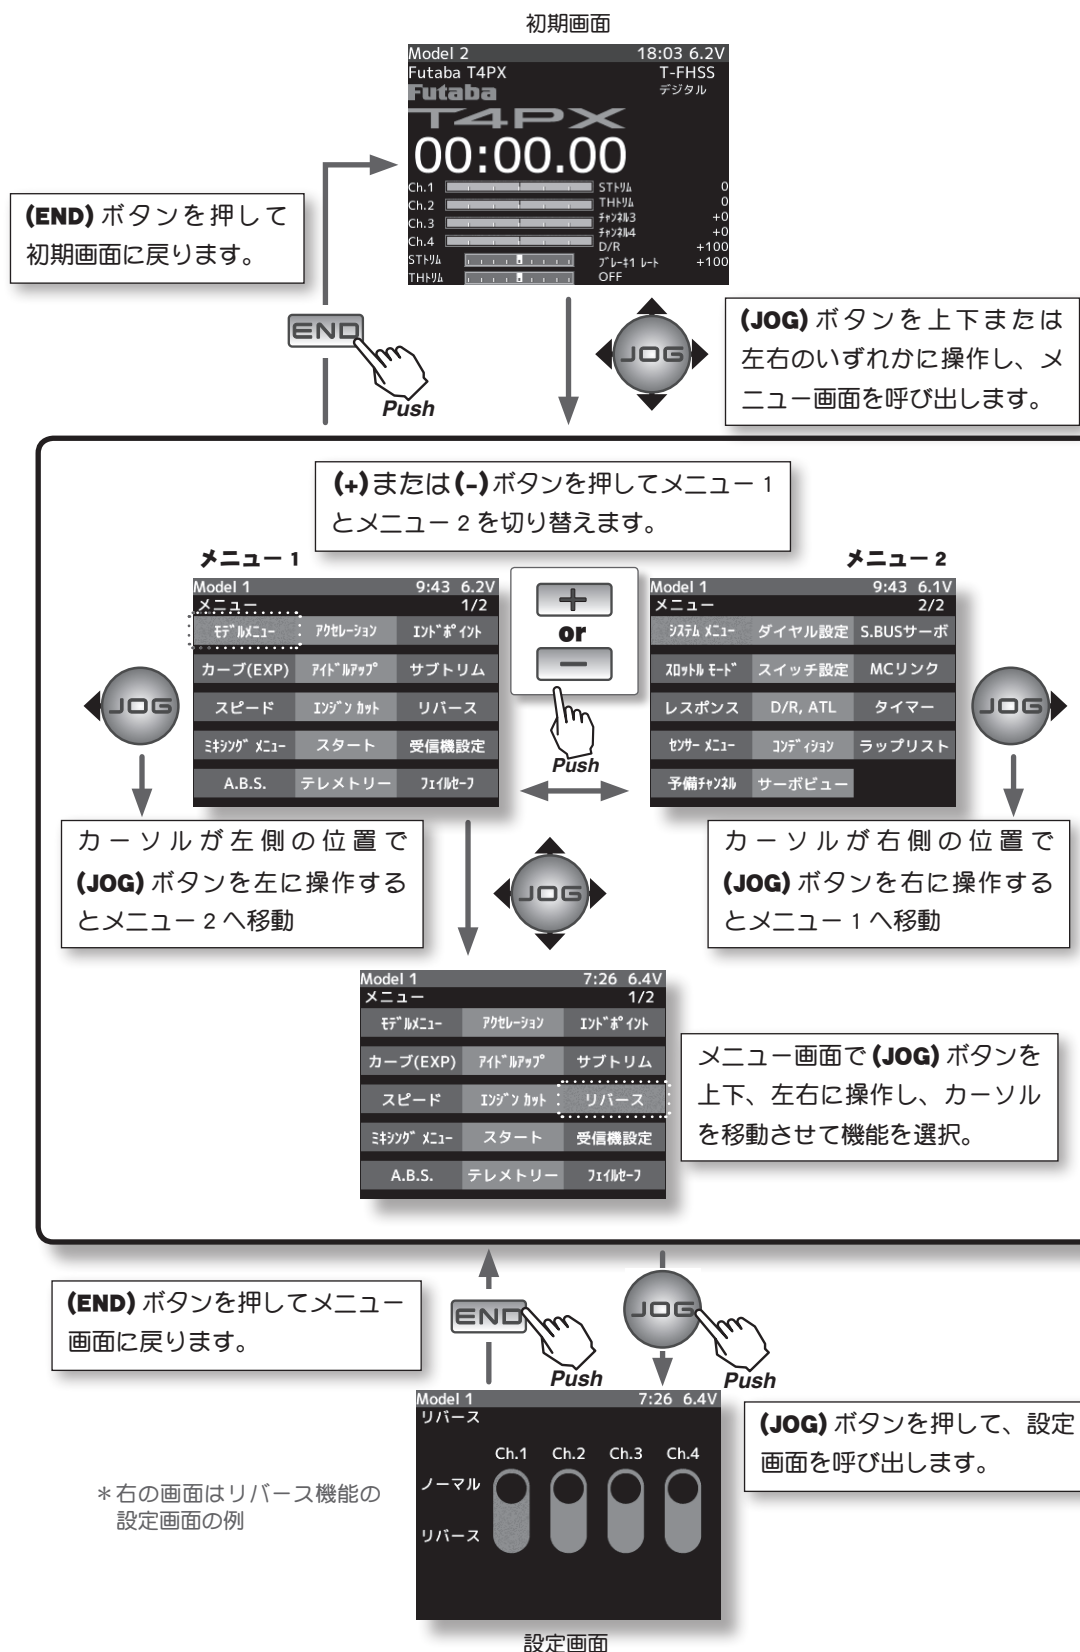 初期画面
Model 2 18:03 6.2V
Futaba T4PX T-FHSS
Futaba デジタル
T4PX
00:00.00
Ch.1 STﾄﾘﾑ 0
Ch.2 THﾄﾘﾑ 0
Ch.3 ﾁｬﾝﾈﾙ3 +0
Ch.4 ﾁｬﾝﾈﾙ4 +0
D/R +100
STﾄﾘﾑ ﾌﾞﾚｰｷ1 ﾚｰﾄ +100
THﾄﾘﾑ OFF
(END) ボタンを押して
初期画面に戻ります。
END
Push
JOG
(JOG) ボタンを上下または
左右のいずれかに操作し、メ
ニュー画面を呼び出します。
(+)または(-)ボタンを押してメニュー 1
とメニュー 2 を切り替えます。
メニュー 1
Model 1 9:43 6.2V
メニュー 1/2
ﾓﾃﾞﾙﾒﾆｭｰ ｱｸｾﾚｰｼｮﾝ ｴﾝﾄﾞﾎﾟｲﾝﾄ
カーブ(EXP) ｱｲﾄﾞﾙｱｯﾌﾟ サブトリム
スピード ｴﾝｼﾞﾝ ｶｯﾄ リバース
ﾐｷｼﾝｸﾞ ﾒﾆｭｰ スタート 受信機設定
A.B.S. テレメトリー ﾌｪｲﾙｾｰﾌ
+
or
-
Push
メニュー 2
Model 1 9:43 6.1V
メニュー 2/2
ｼｽﾃﾑ ﾒﾆｭｰ ダイヤル設定 S.BUSサーボ
ｽﾛｯﾄﾙ ﾓｰﾄﾞ スイッチ設定 MCリンク
レスポンス D/R, ATL タイマー
ｾﾝｻｰ ﾒﾆｭｰ ｺﾝﾃﾞｨｼｮﾝ ラップリスト
予備ﾁｬﾝﾈﾙ サーボビュー
JOG
JOG
カーソルが左側の位置で
(JOG) ボタンを左に操作する
とメニュー 2 へ移動
JOG
カーソルが右側の位置で
(JOG) ボタンを右に操作する
とメニュー 1 へ移動
Model 1 7:26 6.4V
メニュー 1/2
ﾓﾃﾞﾙﾒﾆｭｰ ｱｸｾﾚｰｼｮﾝ ｴﾝﾄﾞﾎﾟｲﾝﾄ
カーブ(EXP) ｱｲﾄﾞﾙｱｯﾌﾟ サブトリム
スピード ｴﾝｼﾞﾝ ｶｯﾄ リバース
ﾐｷｼﾝｸﾞ ﾒﾆｭｰ スタート 受信機設定
A.B.S. テレメトリー ﾌｪｲﾙｾｰﾌ
メニュー画面で (JOG) ボタンを
上下、左右に操作し、カーソル
を移動させて機能を選択。
(END) ボタンを押してメニュー
画面に戻ります。
END
Push
JOG
Push
(JOG) ボタンを押して、設定
画面を呼び出します。
Model 1 7:26 6.4V
リバース
Ch.1 Ch.2 Ch.3 Ch.4
ノーマル
リバース
＊右の画面はリバース機能の
設定画面の例
設定画面